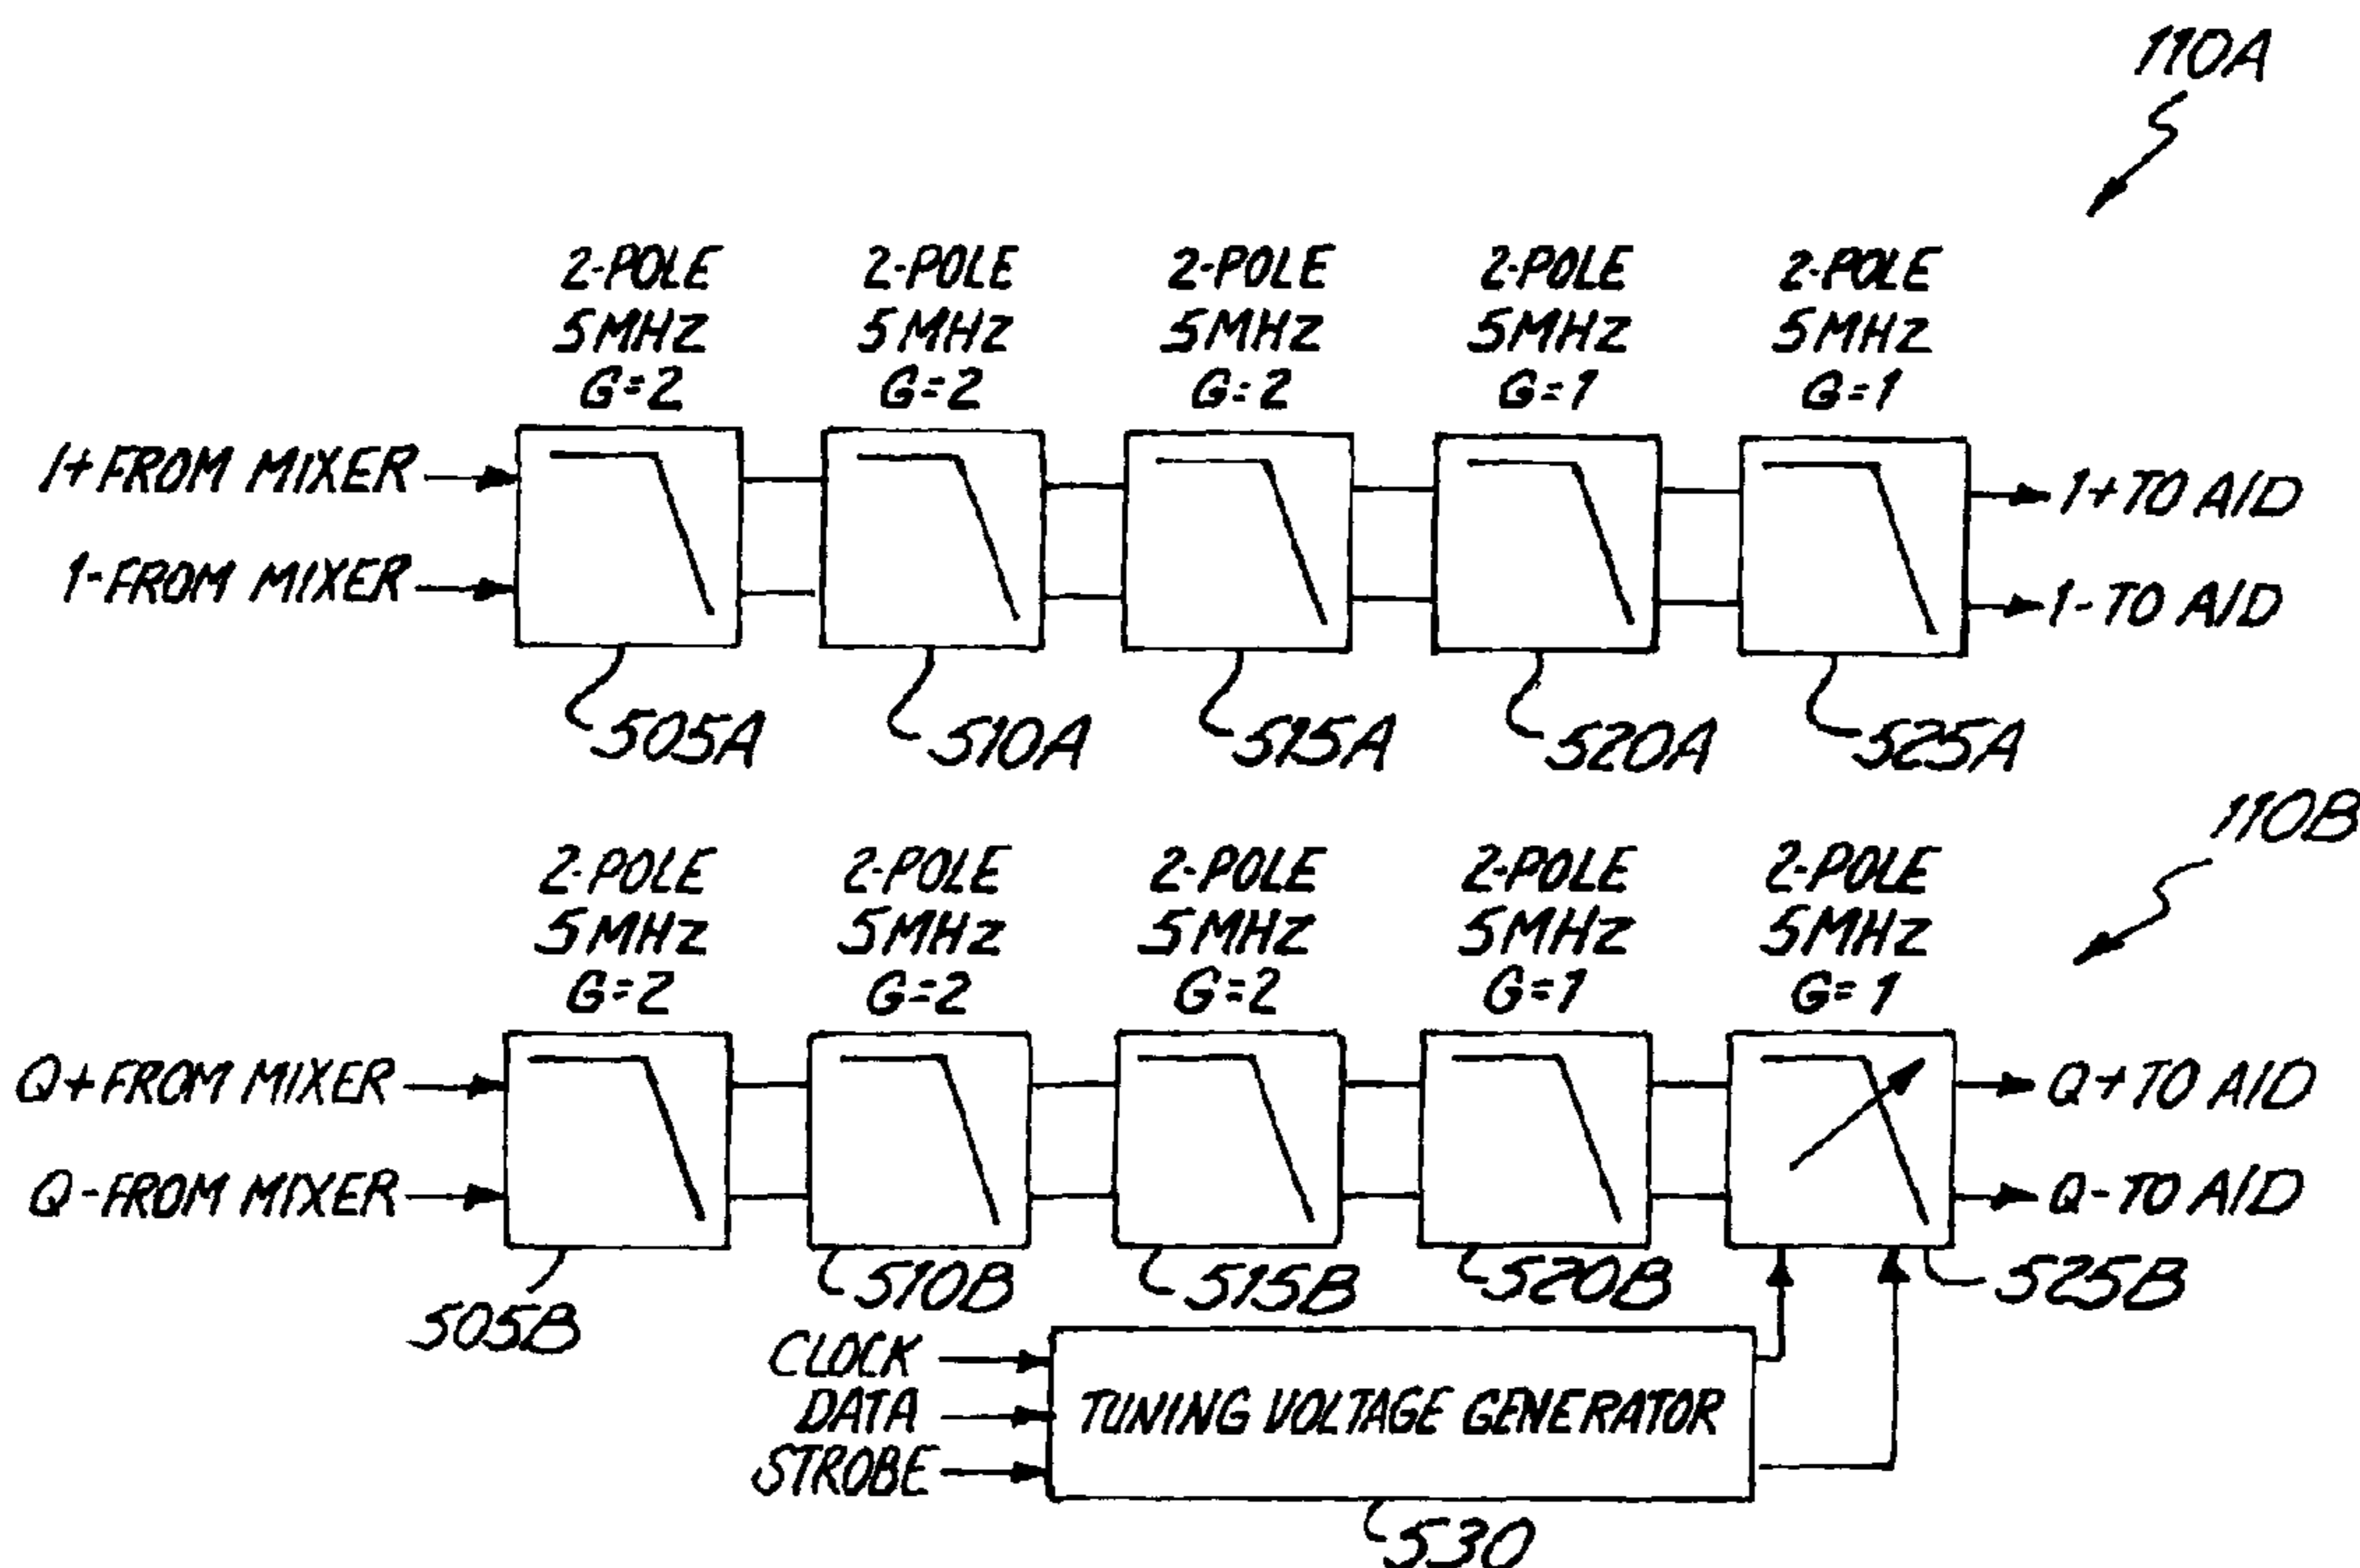 110A
2-POLE 2-POLE 2-POLE 2-POLE 2-POLE
5MHZ 5MHZ 5MHZ 5MHZ 5MHZ
G=2 G=2 G=2 G=1 G=1
I+ FROM MIXER I+ TO A/D
I- FROM MIXER I- TO A/D
505A 510A 515A 520A 525A
110B
2-POLE 2-POLE 2-POLE 2-POLE 2-POLE
5MHZ 5MHZ 5MHZ 5MHZ 5MHZ
G=2 G=2 G=2 G=1 G=1
Q+ FROM MIXER Q+ TO A/D
Q- FROM MIXER Q- TO A/D
505B 510B 515B 520B 525B
CLOCK
DATA TUNING VOLTAGE GENERATOR
STROBE
530